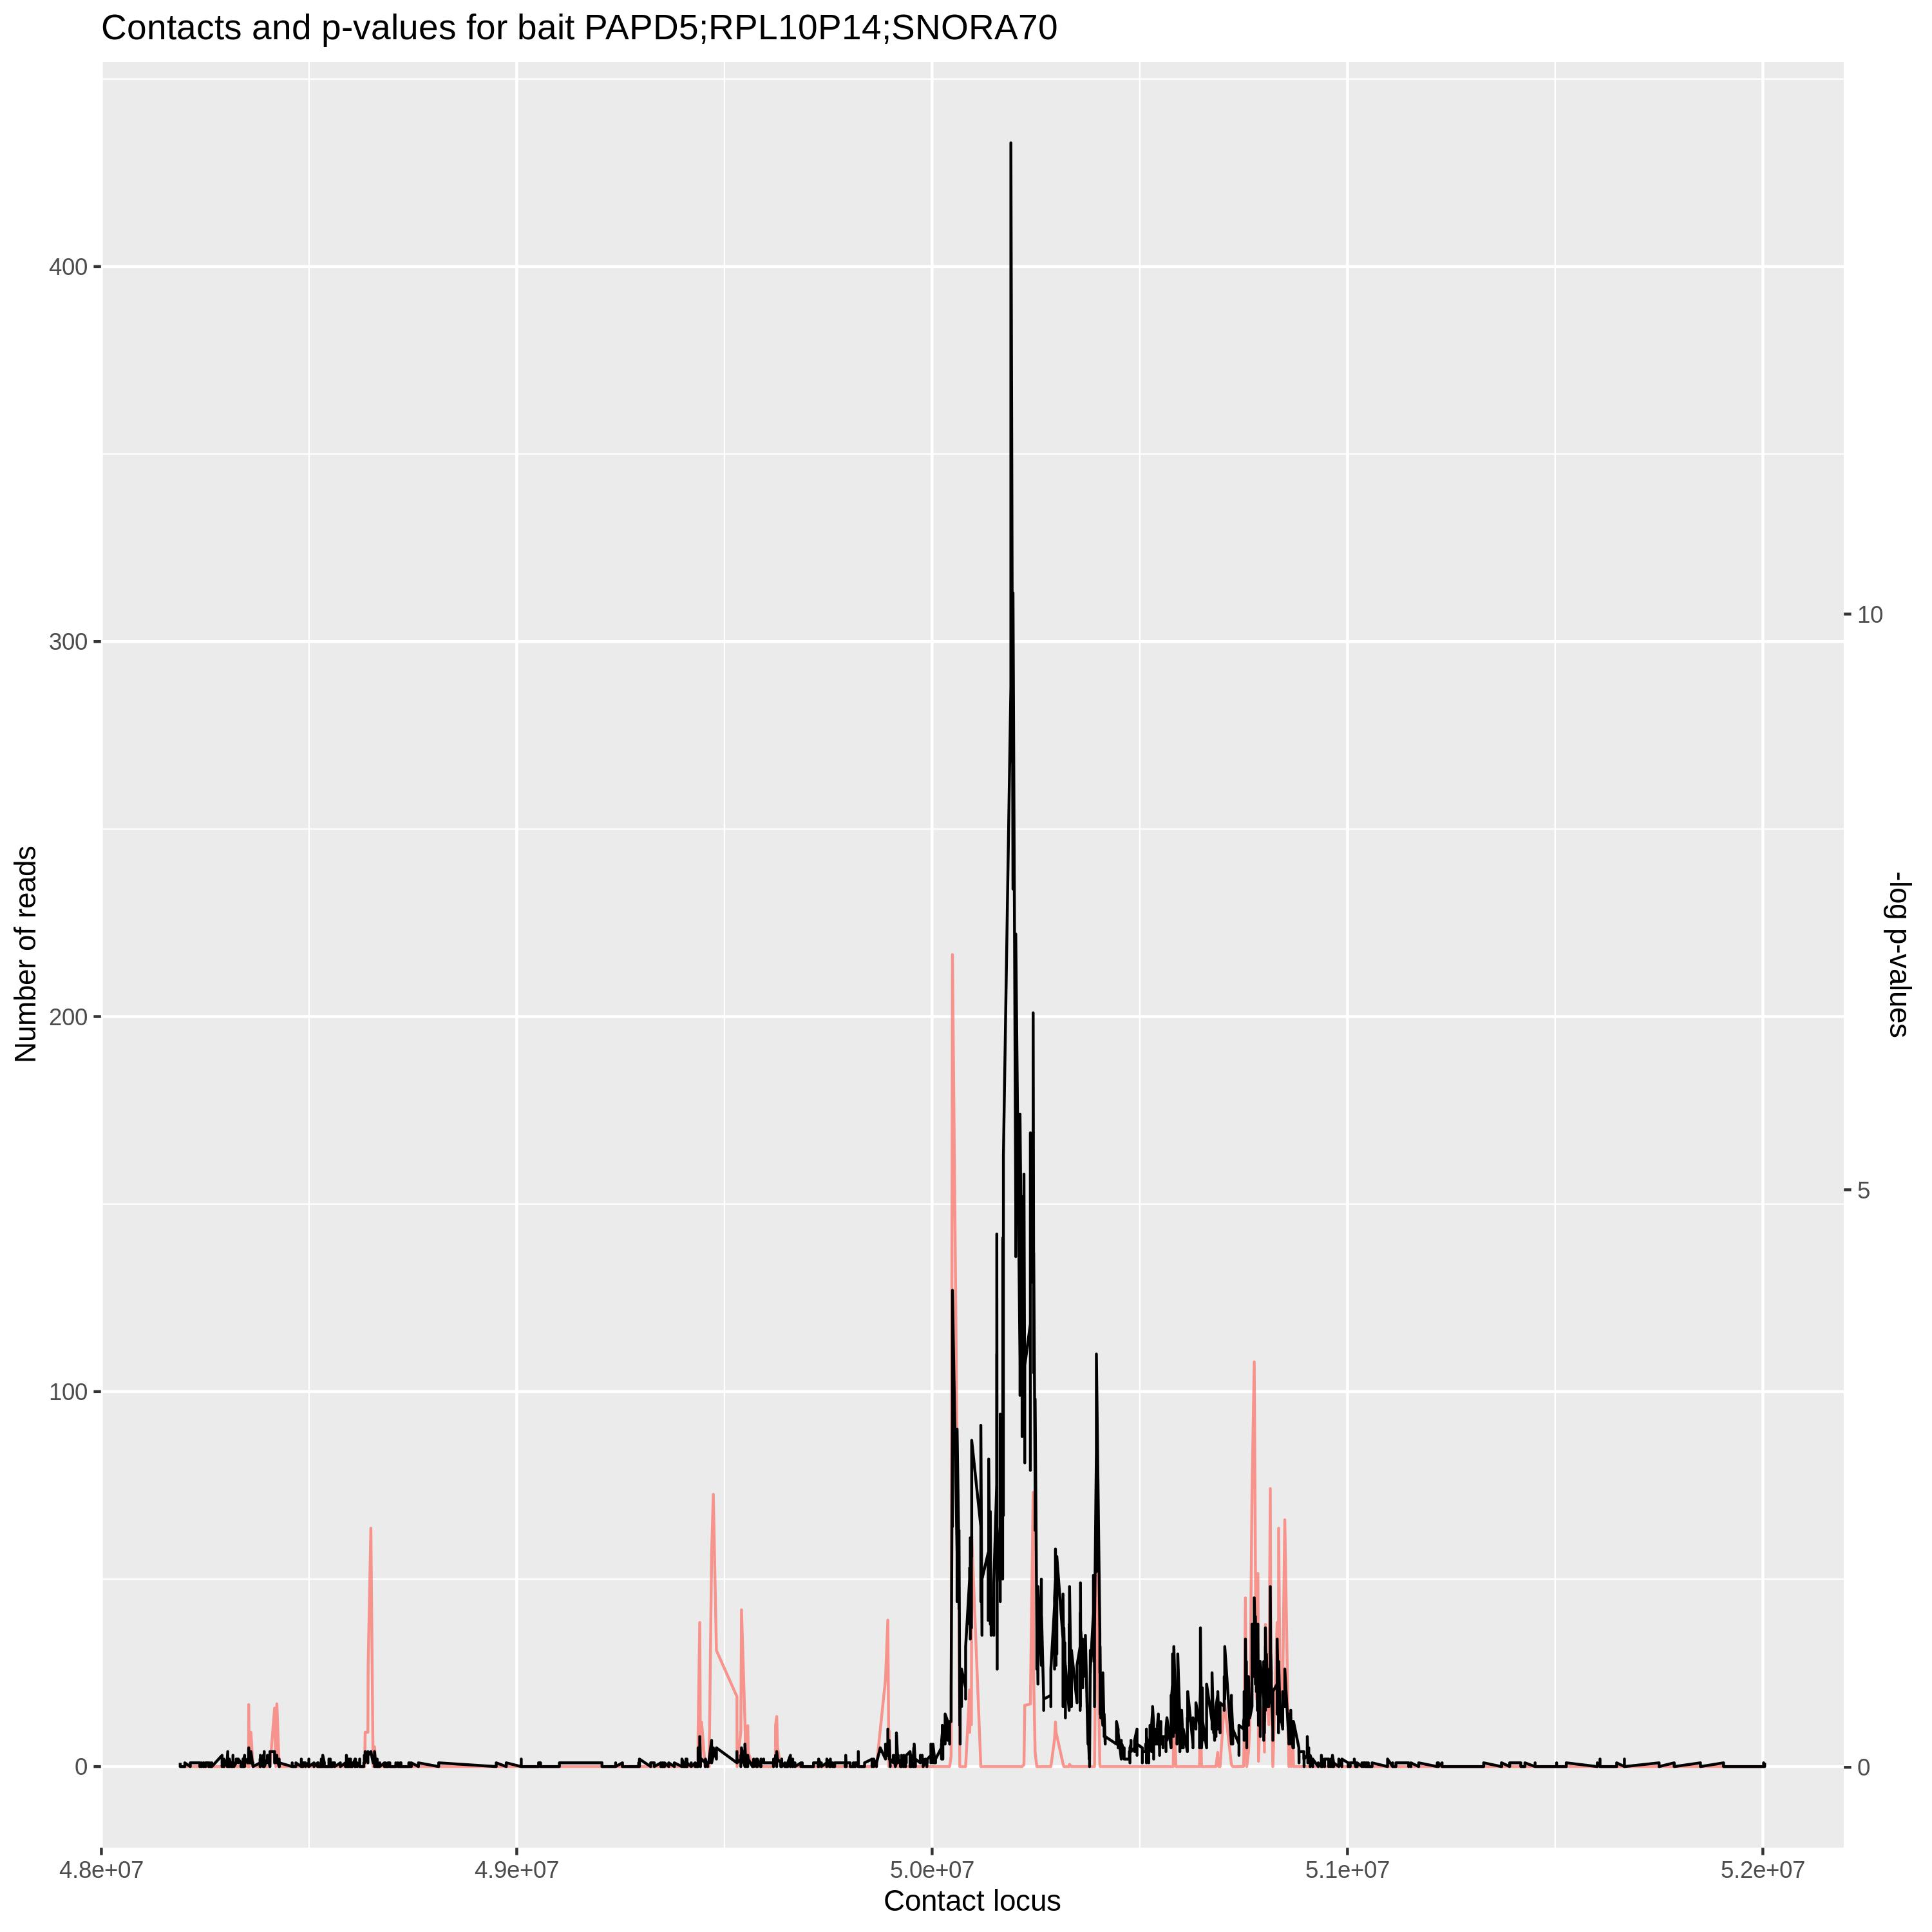 Contacts and p-values for bait PAPD5;RPL10P14;SNORA70
Number of reads
400
300
200
100
0
10
5
0
-log p-values
4.8e+07 4.9e+07 5.0e+07 5.1e+07 5.2e+07
Contact locus